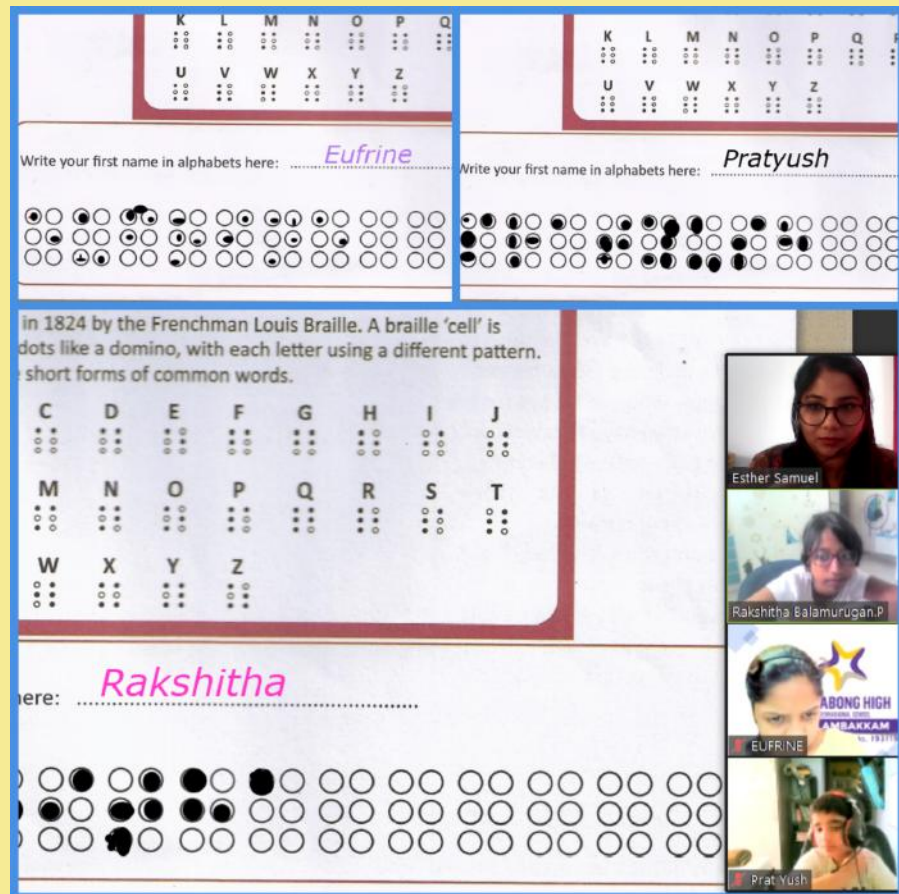 K L M N O P Q
U V W X Y Z
Write your first name in alphabets here: Eufrine
K L M N O P Q
U V W X Y Z
Write your first name in alphabets here: Pratyush
in 1824 by the Frenchman Louis Braille. A braille ‘cell’ is
dots like a domino, with each letter using a different pattern.
short forms of common words.
C D E F G H I J
M N O P Q R S T
W X Y Z
here: Rakshitha
Esther Samuel
Rakshitha Balamurugan.P
ABONG HIGH
AMBAKKAM
EUFRINE
Prat Yush